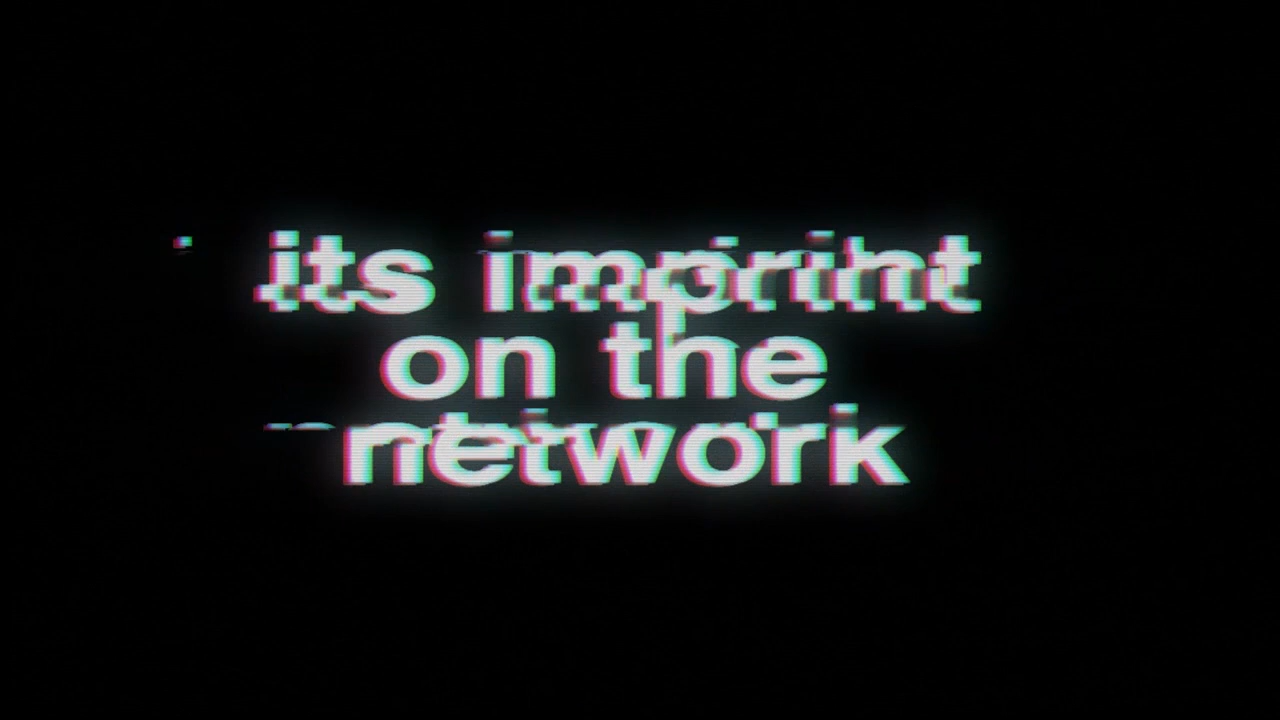 its imprint
on the
network